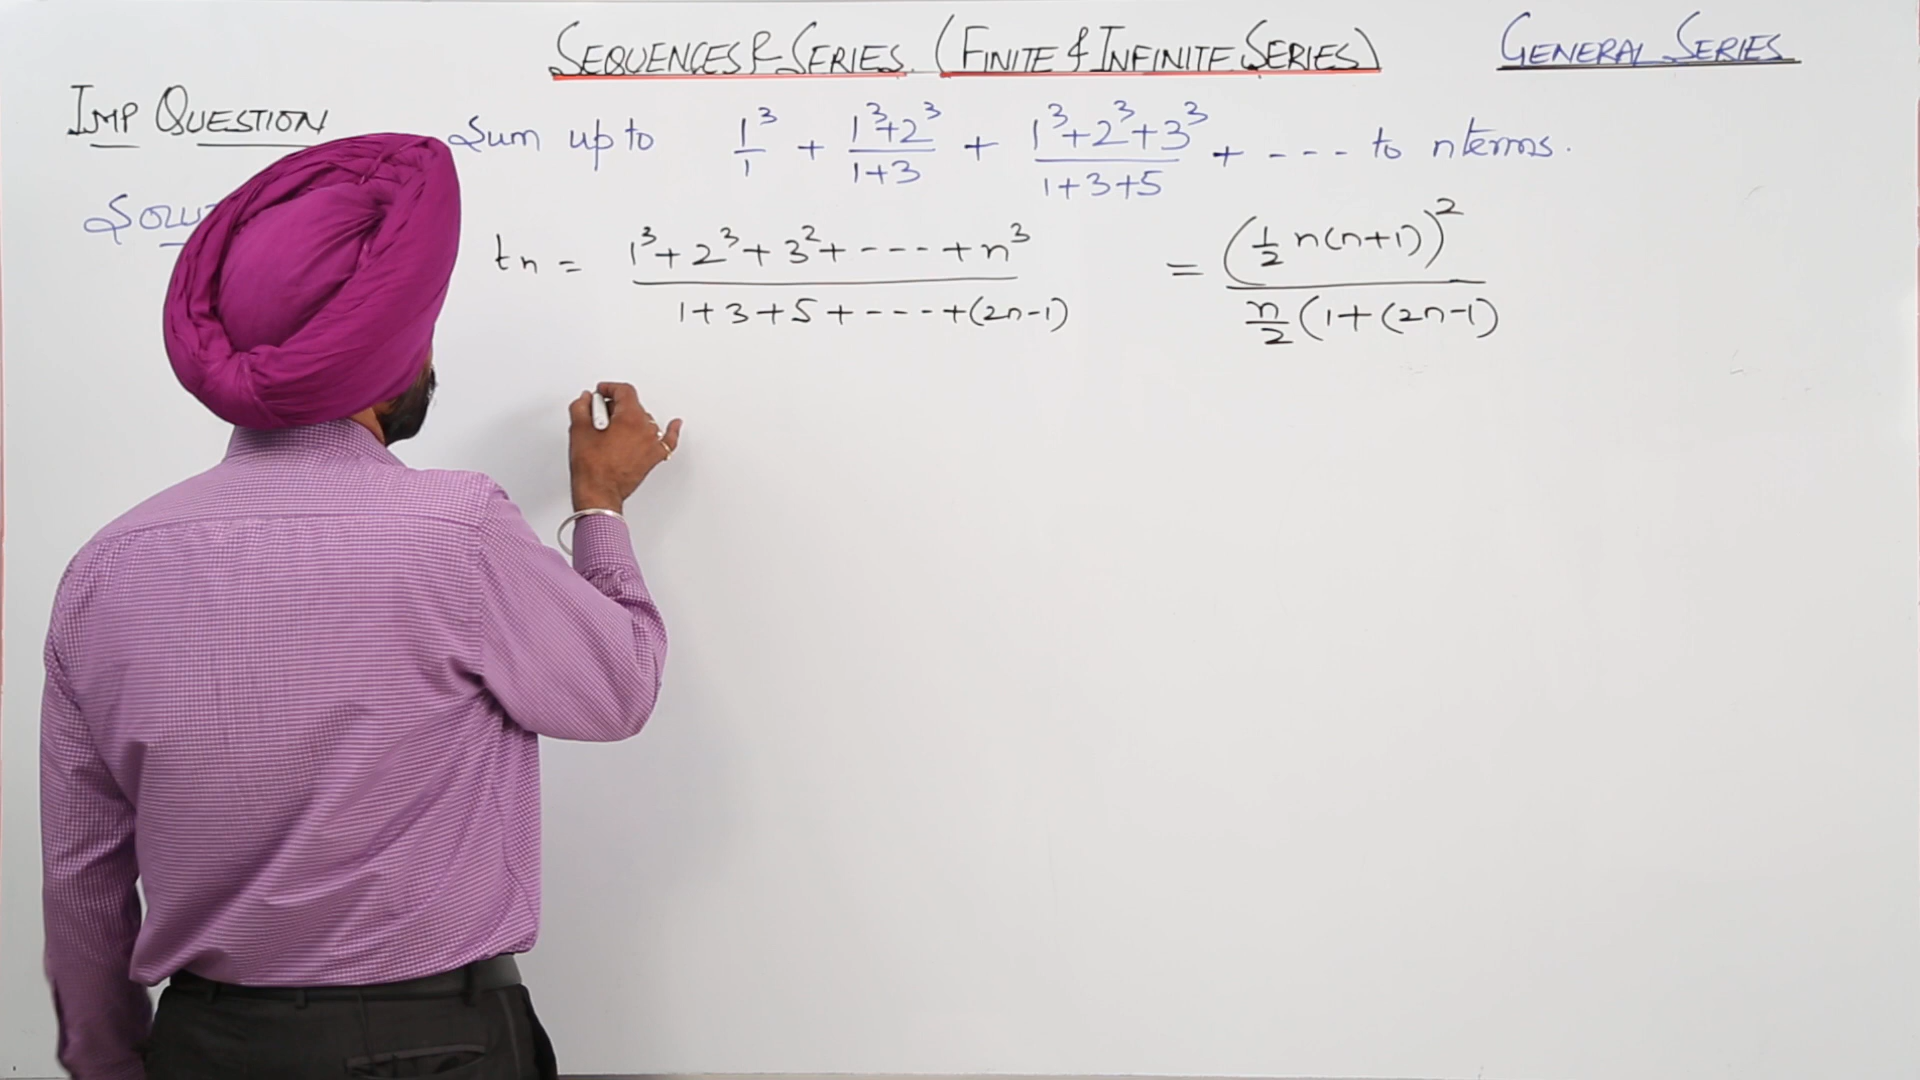 SEQUENCES & SERIES. (FINITE & INFINITE SERIES)
GENERAL SERIES
IMP QUESTION
Sum up to 1³/1 + (1³+2³)/(1+3) + (1³+2³+3³)/(1+3+5) + ---- to n terms.
tn = (1³+2³+3²+----+n³)/(1+3+5+----+(2n-1)) = (½ n(n+1))²/(n/2 (1+(2n-1))